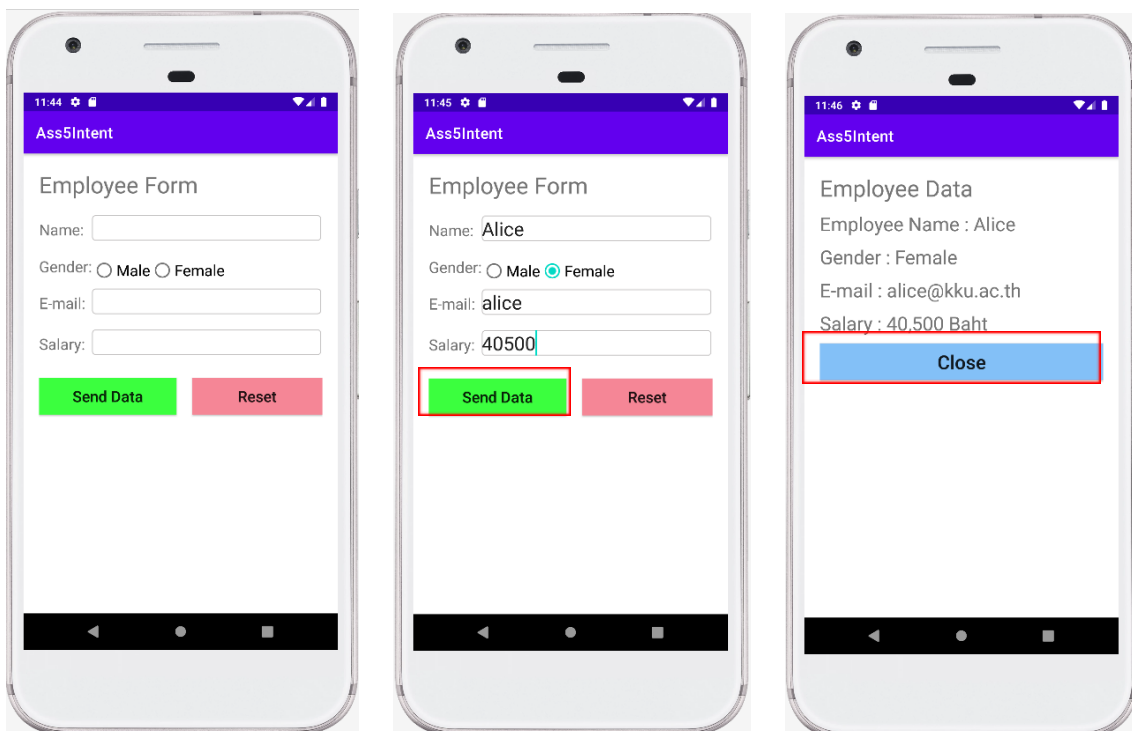 11:44
Ass5Intent
Employee Form
Name:
Gender: Male Female
E-mail:
Salary:
Send Data Reset
11:45
Ass5Intent
Employee Form
Name: Alice
Gender: Male Female
E-mail: alice
Salary: 40500
Send Data Reset
11:46
Ass5Intent
Employee Data
Employee Name : Alice
Gender : Female
E-mail : alice@kku.ac.th
Salary : 40,500 Baht
Close